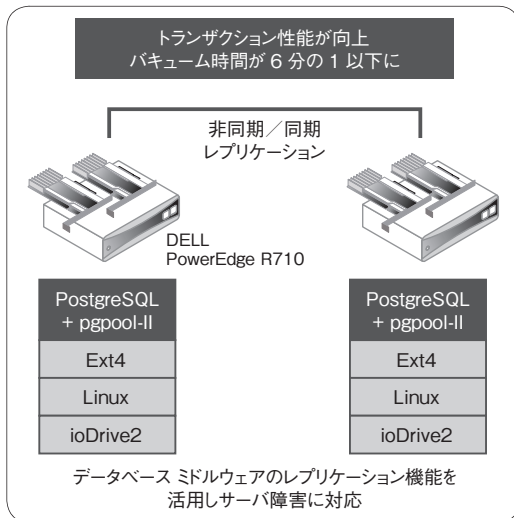 トランザクション性能が向上
バキューム時間が 6 分の 1 以下に
非同期／同期
レプリケーション
DELL
PowerEdge R710
PostgreSQL
+ pgpool-II
Ext4
Linux
ioDrive2
PostgreSQL
+ pgpool-II
Ext4
Linux
ioDrive2
データベース ミドルウェアのレプリケーション機能を
活用しサーバ障害に対応